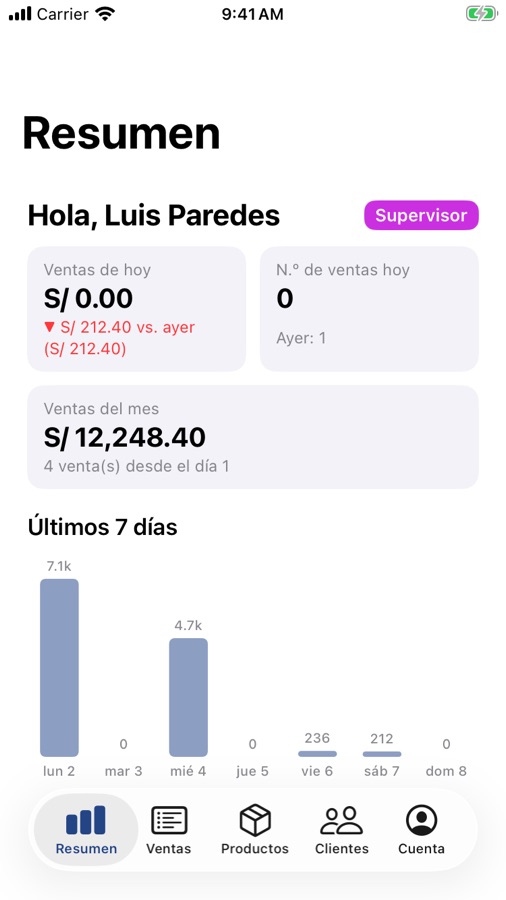 Carrier 9:41 AM
Resumen
Hola, Luis Paredes Supervisor
Ventas de hoy
S/ 0.00
▼ S/ 212.40 vs. ayer
(S/ 212.40)
N.º de ventas hoy
0
Ayer: 1
Ventas del mes
S/ 12,248.40
4 venta(s) desde el día 1
Últimos 7 días
7.1k
4.7k
0 0 236 212 0
lun 2 mar 3 mié 4 jue 5 vie 6 sáb 7 dom 8
Resumen Ventas Productos Clientes Cuenta